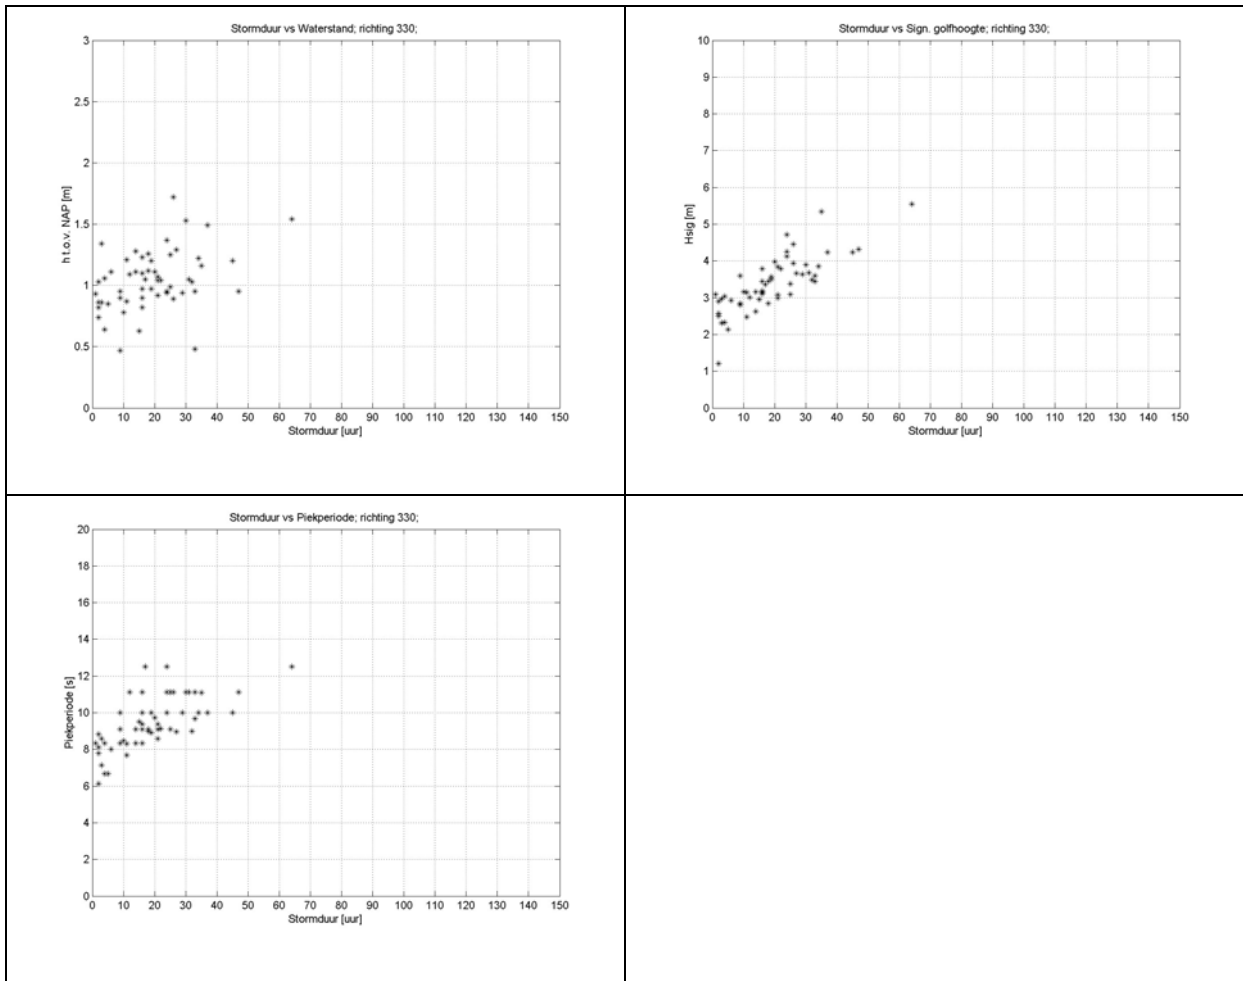 Stormduur vs Waterstand; richting 330;
3
2.5
2
1.5
1
0.5
0
h t.o.v. NAP [m]
0 10 20 30 40 50 60 70 80 90 100 110 120 130 140 150
Stormduur [uur]
Stormduur vs Sign. golfhoogte; richting 330;
10
9
8
7
6
5
4
3
2
1
0
Hsig [m]
0 10 20 30 40 50 60 70 80 90 100 110 120 130 140 150
Stormduur [uur]
Stormduur vs Piekperiode; richting 330;
20
18
16
14
12
10
8
6
4
2
0
Piekperiode [s]
0 10 20 30 40 50 60 70 80 90 100 110 120 130 140 150
Stormduur [uur]